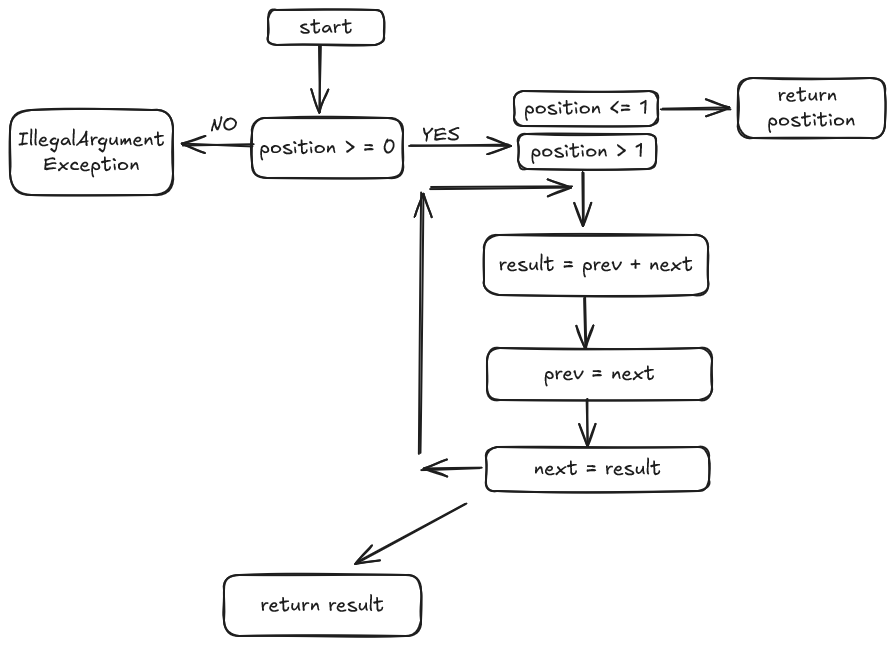 start
position <= 1
return
postition
NO
YES
IllegalArgument
Exception
position > = 0
position > 1
result = prev + next
prev = next
next = result
return result